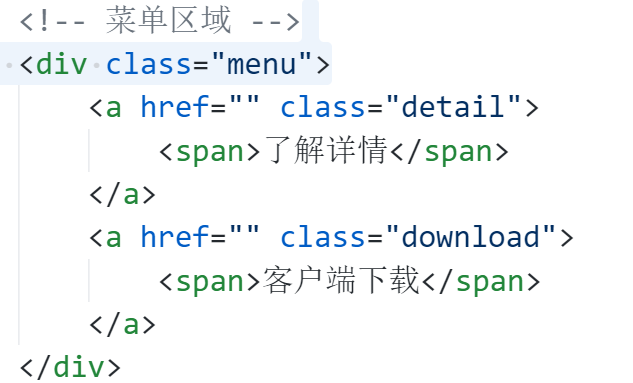 <!-- 菜单区域 -->
<div class="menu">
    <a href="" class="detail">
        <span>了解详情</span>
    </a>
    <a href="" class="download">
        <span>客户端下载</span>
    </a>
</div>